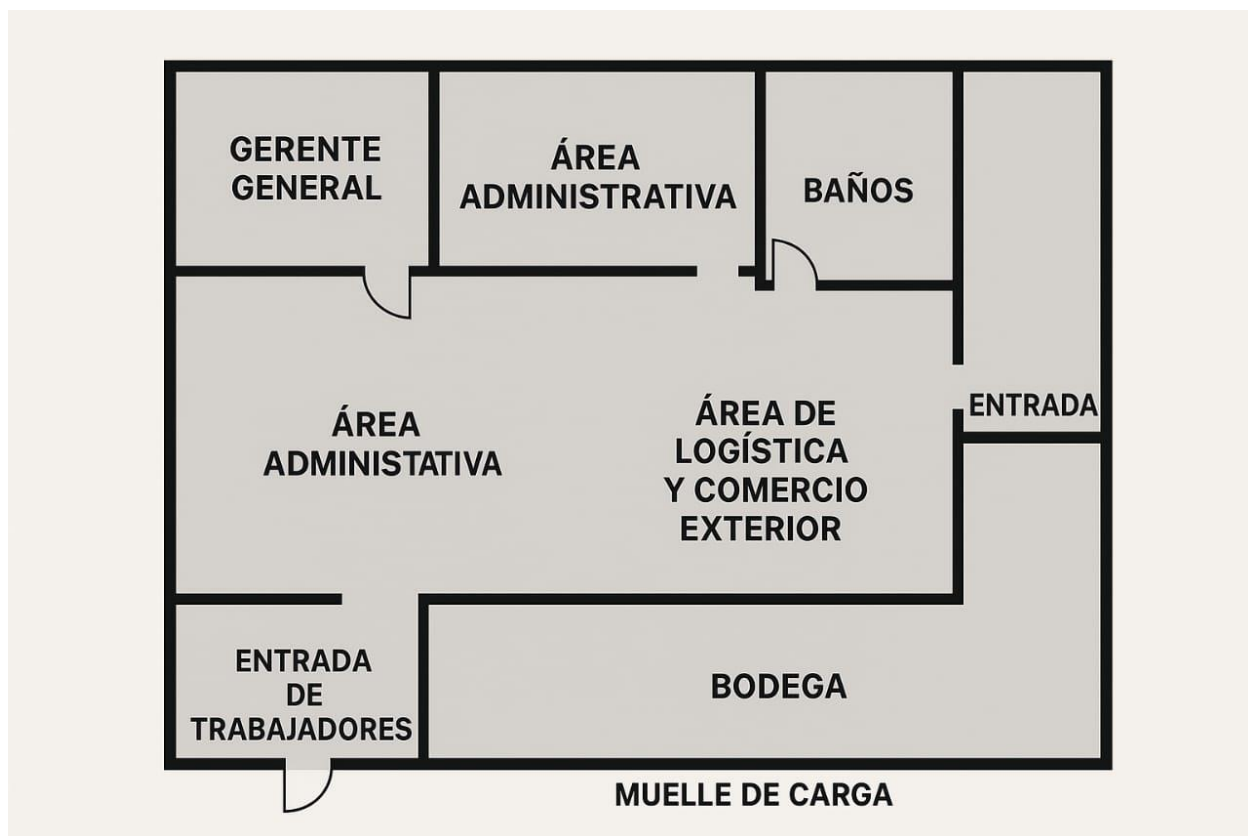 GERENTE
GENERAL
ÁREA
ADMINISTRATIVA
BAÑOS
ENTRADA
ÁREA
ADMINISTATIVA
ÁREA DE
LOGÍSTICA
Y COMERCIO
EXTERIOR
ENTRADA
DE
TRABAJADORES
BODEGA
MUELLE DE CARGA